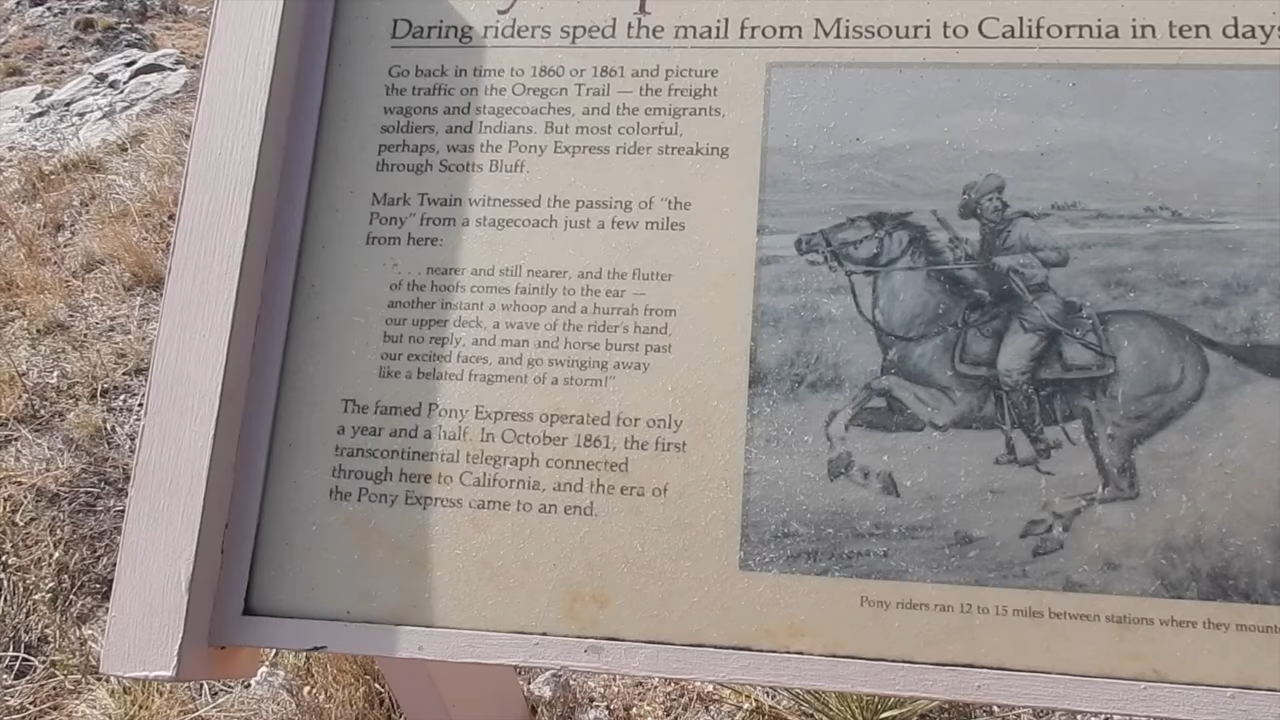 Daring riders sped the mail from Missouri to California in ten days
Go back in time to 1860 or 1861 and picture
the traffic on the Oregon Trail — the freight
wagons and stagecoaches, and the emigrants,
soldiers, and Indians. But most colorful,
perhaps, was the Pony Express rider streaking
through Scotts Bluff.
Mark Twain witnessed the passing of "the
Pony" from a stagecoach just a few miles
from here:
". . . nearer and still nearer, and the flutter
of the hoofs comes faintly to the ear —
another instant a whoop and a hurrah from
our upper deck, a wave of the rider's hand,
but no reply, and man and horse burst past
our excited faces, and go swinging away
like a belated fragment of a storm!"
The famed Pony Express operated for only
a year and a half. In October 1861, the first
transcontinental telegraph connected
through here to California, and the era of
the Pony Express came to an end.
Pony riders ran 12 to 15 miles between stations where they mount